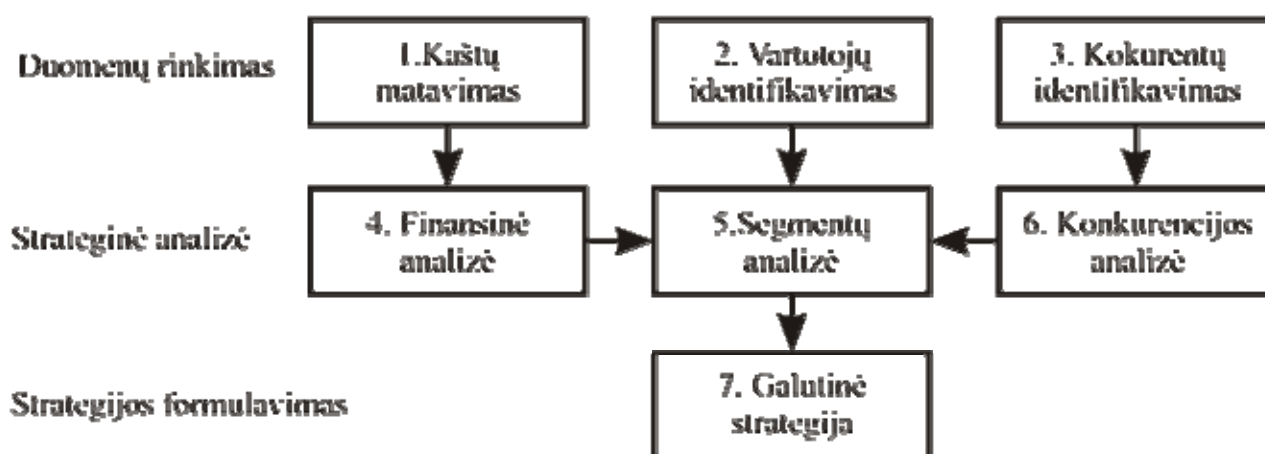 Duomenų rinkimas
1.Kaštų
matavimas
2. Vartutojų
identifikavimas
3. Kokurentų
identifikavimas
Strateginė analizė
4. Finansinė
analizė
5.Segmentų
analizė
6. Konkurencijos
analizė
Strategijos formulavimas
7. Galutinė
strategija